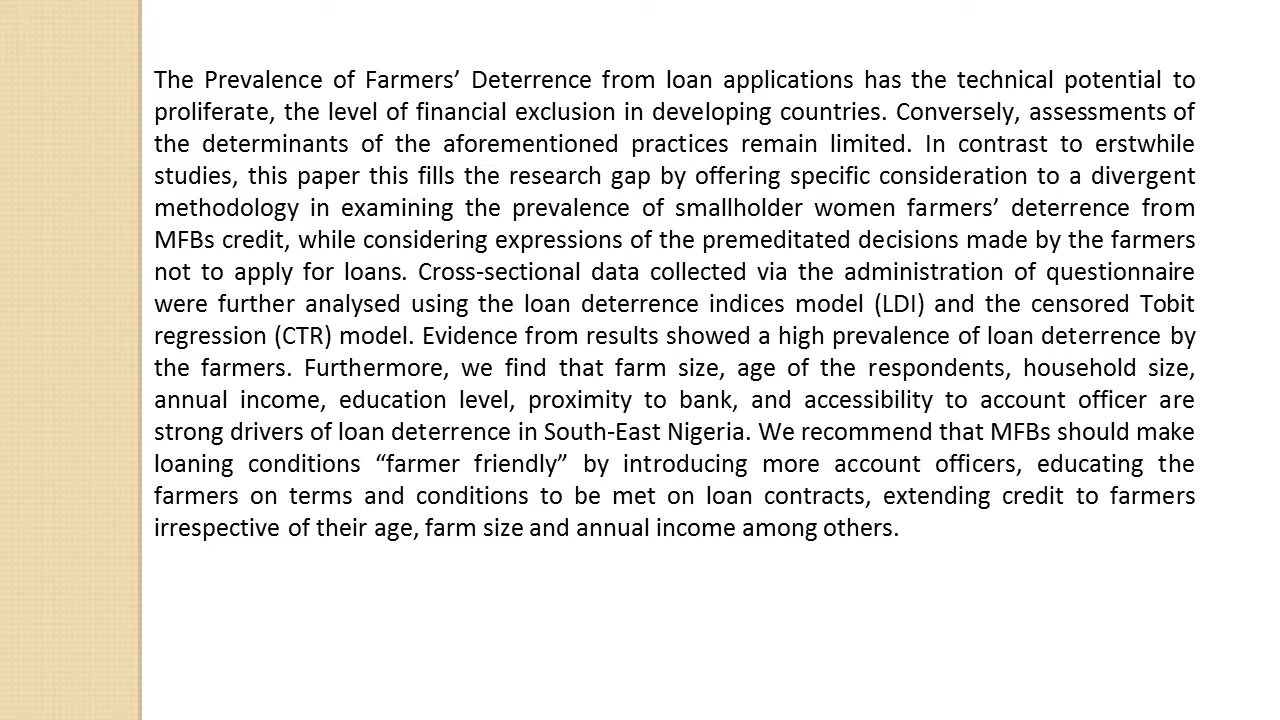 The Prevalence of Farmers’ Deterrence from loan applications has the technical potential to
proliferate, the level of financial exclusion in developing countries. Conversely, assessments of
the determinants of the aforementioned practices remain limited. In contrast to erstwhile
studies, this paper this fills the research gap by offering specific consideration to a divergent
methodology in examining the prevalence of smallholder women farmers’ deterrence from
MFBs credit, while considering expressions of the premeditated decisions made by the farmers
not to apply for loans. Cross-sectional data collected via the administration of questionnaire
were further analysed using the loan deterrence indices model (LDI) and the censored Tobit
regression (CTR) model. Evidence from results showed a high prevalence of loan deterrence by
the farmers. Furthermore, we find that farm size, age of the respondents, household size,
annual income, education level, proximity to bank, and accessibility to account officer are
strong drivers of loan deterrence in South-East Nigeria. We recommend that MFBs should make
loaning conditions “farmer friendly” by introducing more account officers, educating the
farmers on terms and conditions to be met on loan contracts, extending credit to farmers
irrespective of their age, farm size and annual income among others.